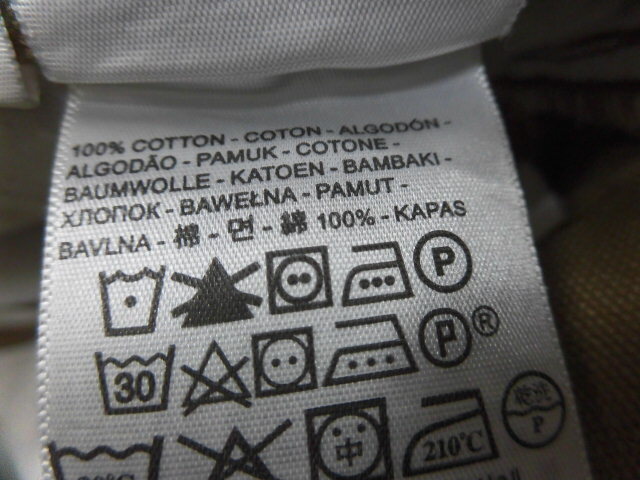 100% COTTON - COTON - ALGODÓN -
ALGODÃO - PAMUK - COTONE -
BAUMWOLLE - KATOEN - BAMBAKI -
ХЛОПОК - BAWEŁNA - PAMUT -
BAVLNA - 棉 - 면 - 綿 100% - KAPAS
P
30 P ®
中 210°C P